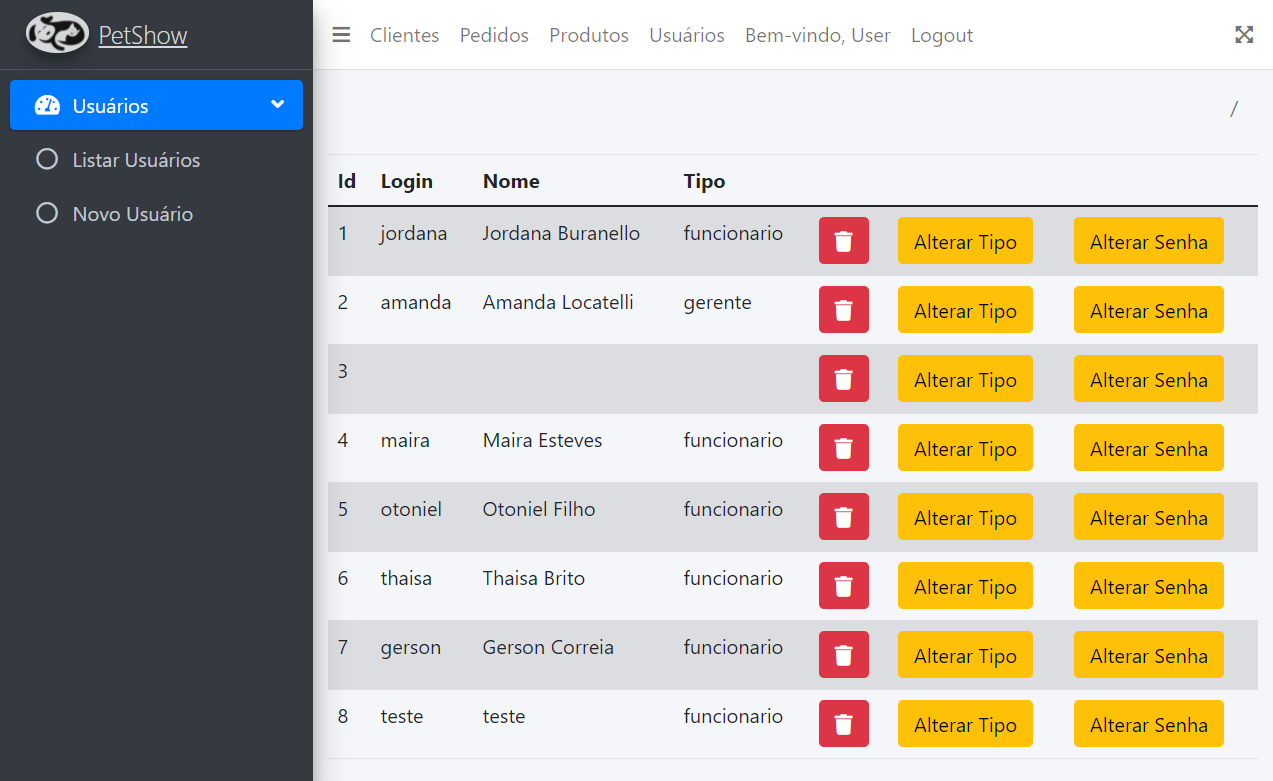 PetShow
Clientes Pedidos Produtos Usuários Bem-vindo, User Logout
Usuários
Listar Usuários
Novo Usuário
/
Id Login Nome Tipo
1 jordana Jordana Buranello funcionario Alterar Tipo Alterar Senha
2 amanda Amanda Locatelli gerente Alterar Tipo Alterar Senha
3 Alterar Tipo Alterar Senha
4 maira Maira Esteves funcionario Alterar Tipo Alterar Senha
5 otoniel Otoniel Filho funcionario Alterar Tipo Alterar Senha
6 thaisa Thaisa Brito funcionario Alterar Tipo Alterar Senha
7 gerson Gerson Correia funcionario Alterar Tipo Alterar Senha
8 teste teste funcionario Alterar Tipo Alterar Senha